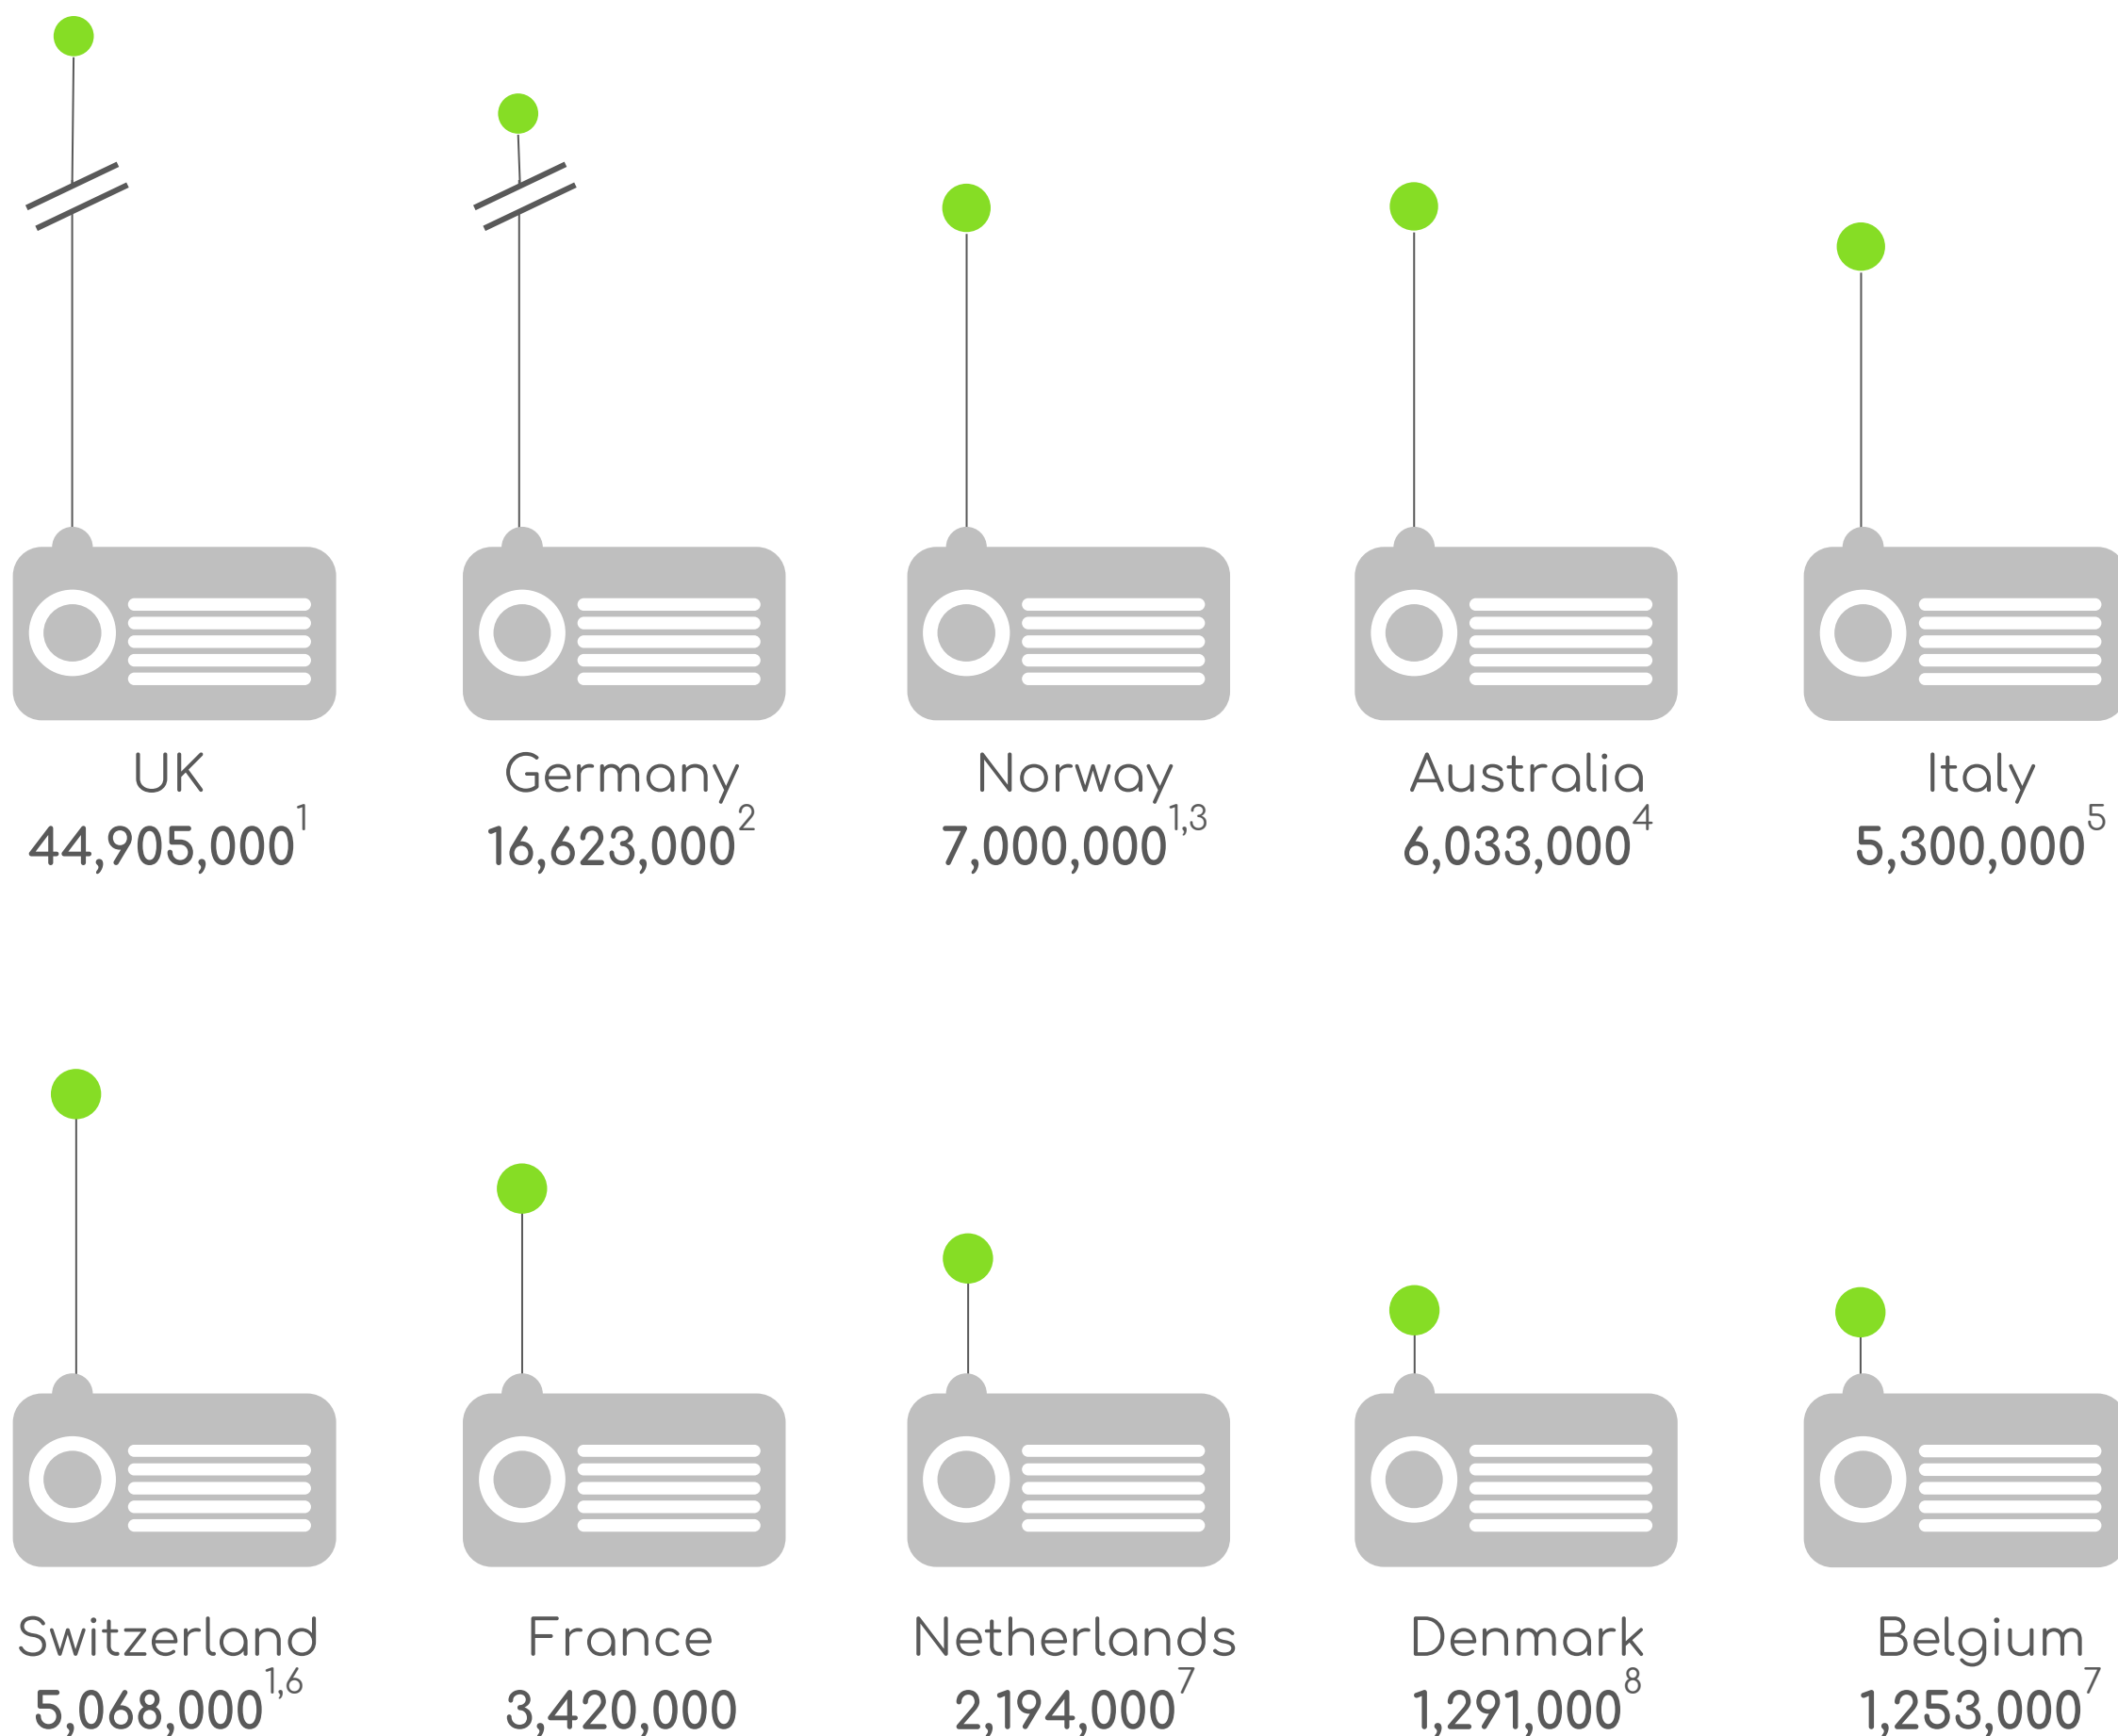 UK Germany Norway Australia Italy
44,905,000¹ 16,623,000² 7,000,000¹,³ 6,033,000⁴ 5,300,000⁵
Switzerland France Netherlands Denmark Belgium
5,068,000¹,⁶ 3,420,000 2,194,000⁷ 1,291,000⁸ 1,253,000⁷